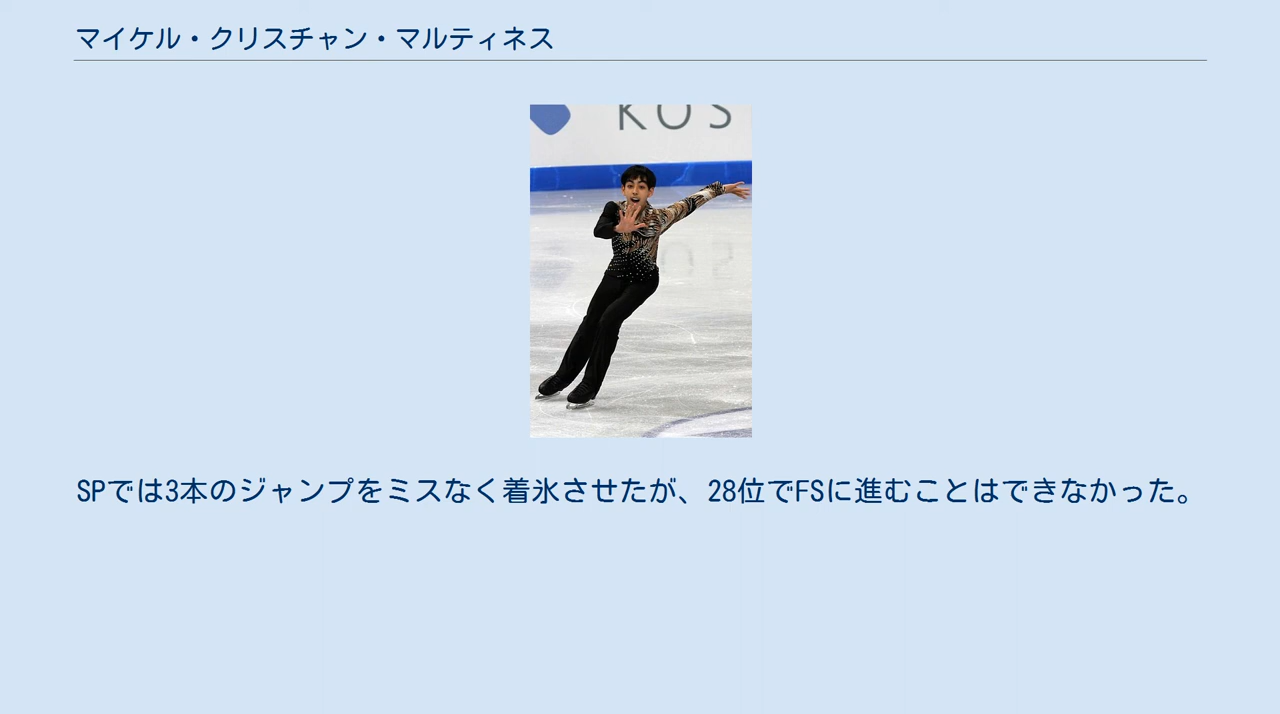 マイケル・クリスチャン・マルティネス
KOS
SPでは3本のジャンプをミスなく着氷させたが、28位でFSに進むことはできなかった。